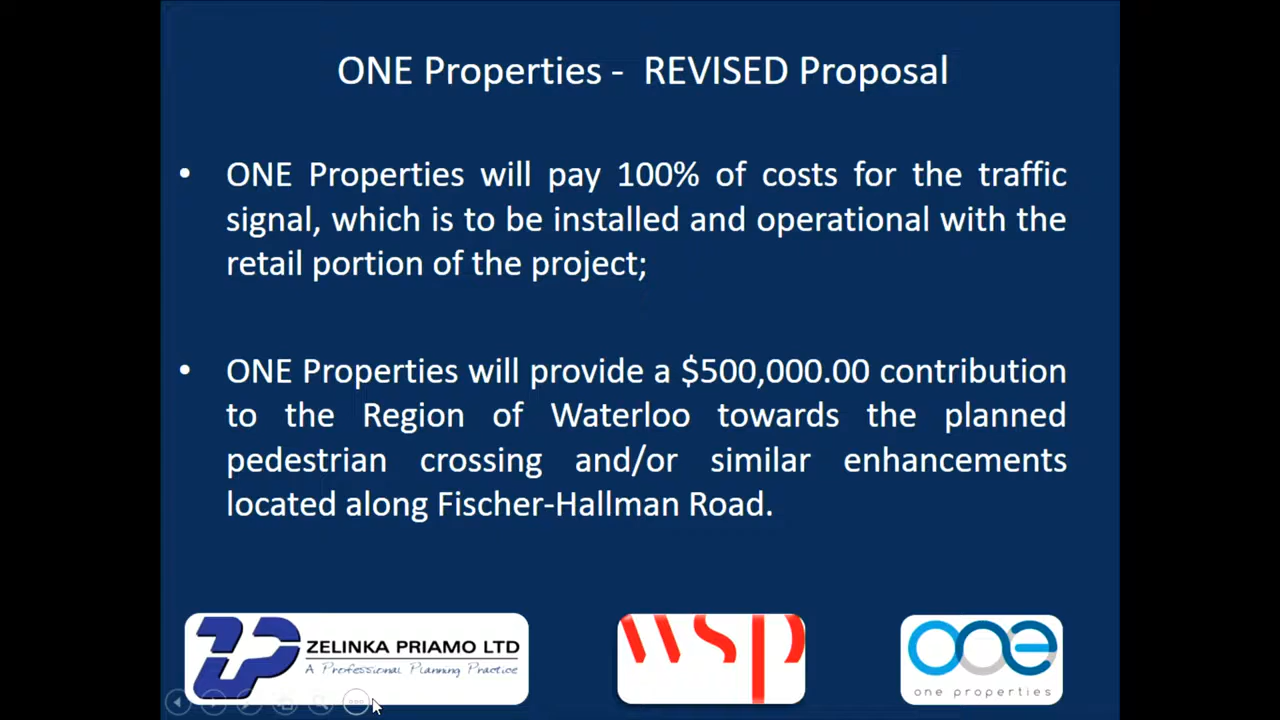 ONE Properties - REVISED Proposal
• ONE Properties will pay 100% of costs for the traffic
signal, which is to be installed and operational with the
retail portion of the project;
• ONE Properties will provide a $500,000.00 contribution
to the Region of Waterloo towards the planned
pedestrian crossing and/or similar enhancements
located along Fischer-Hallman Road.
ZELINKA PRIAMO LTD
A Professional Planning Practice
wsp
one
one properties